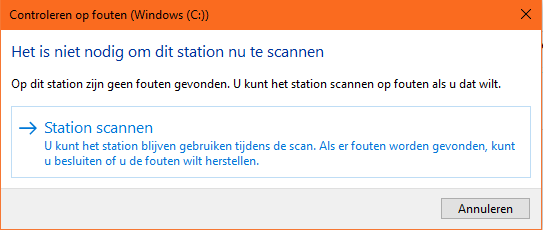 Controleren op fouten (Windows (C:))
Het is niet nodig om dit station nu te scannen
Op dit station zijn geen fouten gevonden. U kunt het station scannen op fouten als u dat wilt.
Station scannen
U kunt het station blijven gebruiken tijdens de scan. Als er fouten worden gevonden, kunt
u besluiten of u de fouten wilt herstellen.
Annuleren